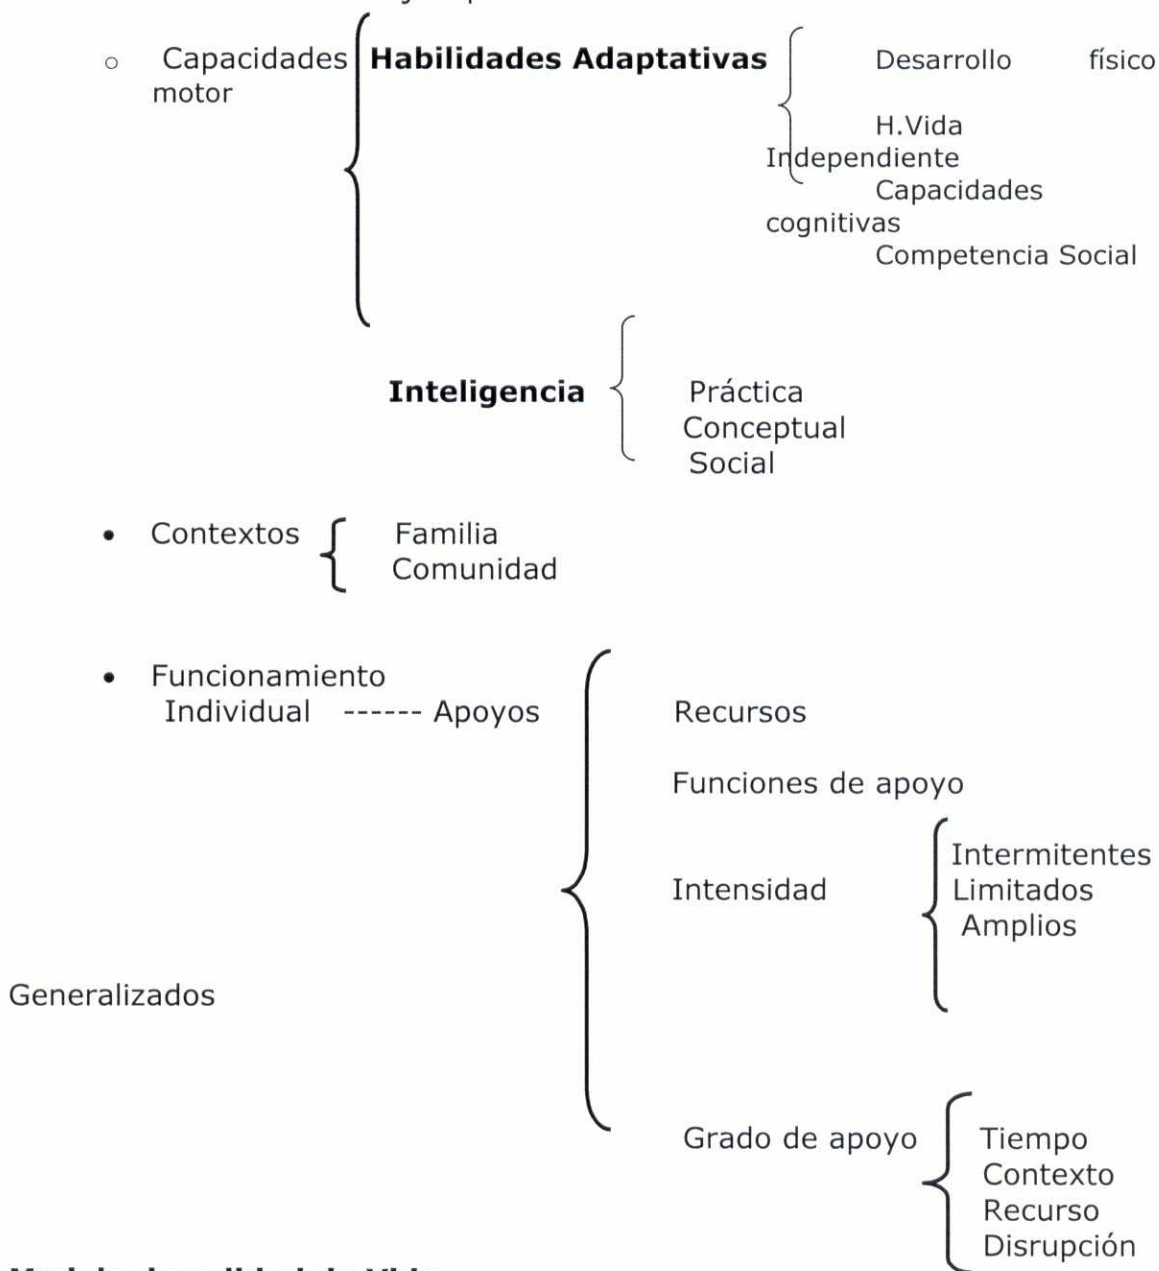 ○ Capacidades Habilidades Adaptativas Desarrollo físico
motor
H.Vida
Independiente
Capacidades
cognitivas
Competencia Social
Inteligencia Práctica
Conceptual
Social
• Contextos Familia
Comunidad
• Funcionamiento
Individual ------ Apoyos Recursos
Funciones de apoyo
Intermitentes
Intensidad Limitados
Amplios
Generalizados
Grado de apoyo Tiempo
Contexto
Recurso
Disrupción